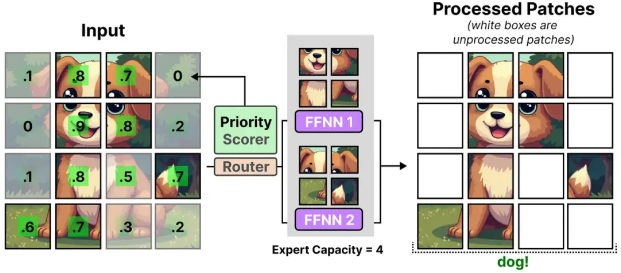 Input
.1 .8 .7 0
0 .9 .8 .2
.1 .8 .5 .7
.6 .7 .3 .2
Priority
Scorer
Router
FFNN 1
FFNN 2
Expert Capacity = 4
Processed Patches
(white boxes are
unprocessed patches)
dog!